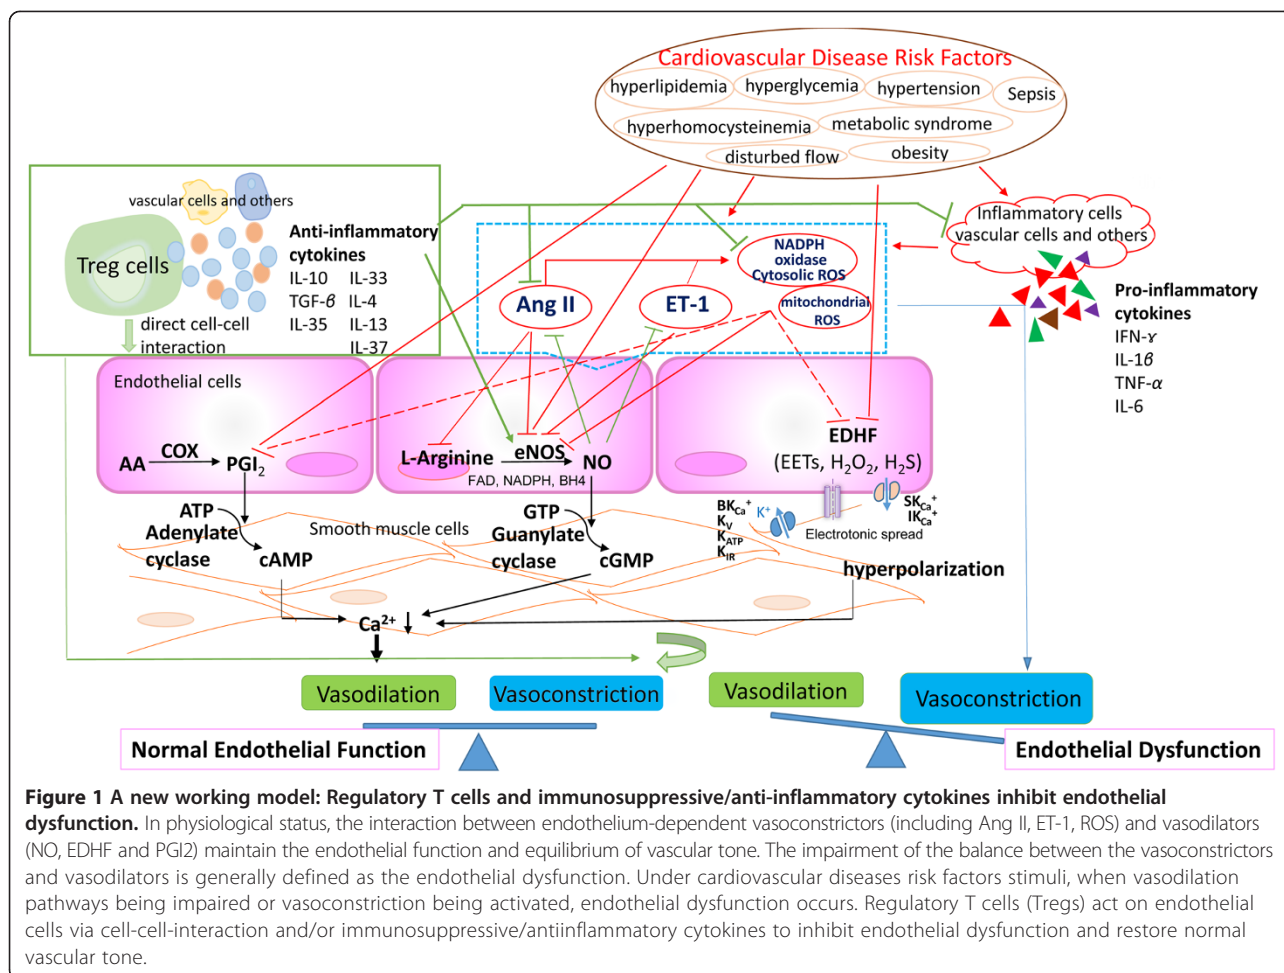 Cardiovascular Disease Risk Factors
hyperlipidemia
hyperglycemia
hypertension
Sepsis
hyperhomocysteinemia
metabolic syndrome
disturbed flow
obesity
vascular cells and others
Treg cells
Anti-inflammatory
cytokines
IL-10 IL-33
TGF-β IL-4
IL-35 IL-13
IL-37
direct cell-cell
interaction
Inflammatory cells
vascular cells and others
NADPH
oxidase
Cytosolic ROS
Ang II
ET-1
mitochondrial
ROS
Pro-inflammatory
cytokines
IFN-ɤ
IL-1β
TNF-α
IL-6
Endothelial cells
AA
COX
PGI₂
L-Arginine
eNOS
NO
FAD, NADPH, BH4
EDHF
(EETs, H₂O₂, H₂S)
ATP
Adenylate
cyclase
cAMP
Smooth muscle cells
GTP
Guanylate
cyclase
cGMP
BK_Ca⁺
K_V
K_ATP
K_IR
K⁺
SK_Ca⁺
IK_Ca⁺
Electrotonic spread
hyperpolarization
Ca²⁺
Vasodilation
Vasoconstriction
Vasodilation
Vasoconstriction
Normal Endothelial Function
Endothelial Dysfunction
Figure 1 A new working model: Regulatory T cells and immunosuppressive/anti-inflammatory cytokines inhibit endothelial
dysfunction. In physiological status, the interaction between endothelium-dependent vasoconstrictors (including Ang II, ET-1, ROS) and vasodilators
(NO, EDHF and PGI2) maintain the endothelial function and equilibrium of vascular tone. The impairment of the balance between the vasoconstrictors
and vasodilators is generally defined as the endothelial dysfunction. Under cardiovascular diseases risk factors stimuli, when vasodilation
pathways being impaired or vasoconstriction being activated, endothelial dysfunction occurs. Regulatory T cells (Tregs) act on endothelial
cells via cell-cell-interaction and/or immunosuppressive/antiinflammatory cytokines to inhibit endothelial dysfunction and restore normal
vascular tone.